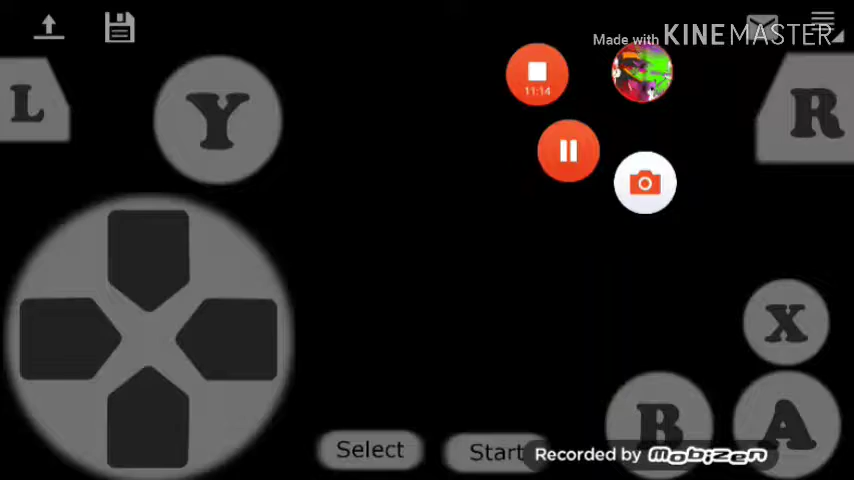 Made with KINEMASTER
11:14
L
Y
R
X
B
A
Select
Start
Recorded by Mobizen